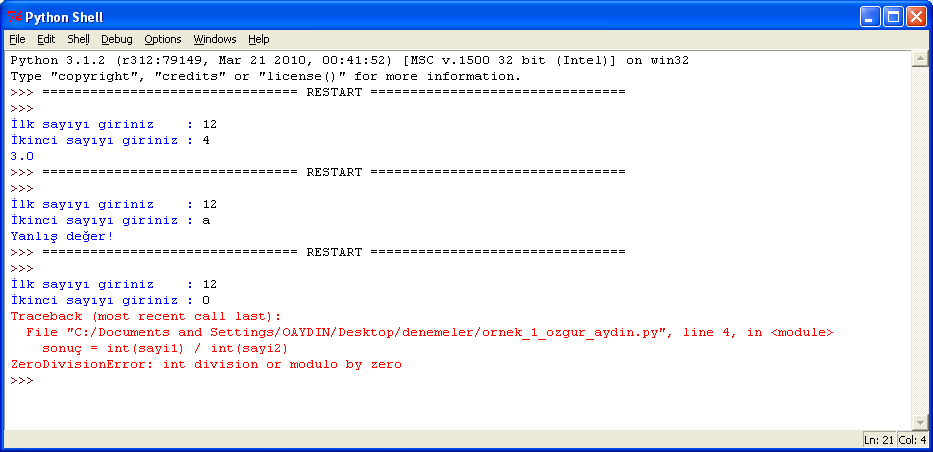 Python Shell
File Edit Shell Debug Options Windows Help
Python 3.1.2 (r312:79149, Mar 21 2010, 00:41:52) [MSC v.1500 32 bit (Intel)] on win32
Type "copyright", "credits" or "license()" for more information.
>>> ================================ RESTART ================================
>>>
İlk sayıyı giriniz    : 12
İkinci sayıyı giriniz : 4
3.0
>>> ================================ RESTART ================================
>>>
İlk sayıyı giriniz    : 12
İkinci sayıyı giriniz : a
Yanlış değer!
>>> ================================ RESTART ================================
>>>
İlk sayıyı giriniz    : 12
İkinci sayıyı giriniz : 0
Traceback (most recent call last):
  File "C:/Documents and Settings/OAYDIN/Desktop/denemeler/ornek_1_ozgur_aydin.py", line 4, in <module>
    sonuç = int(sayi1) / int(sayi2)
ZeroDivisionError: int division or modulo by zero
>>>
Ln: 21 Col: 4